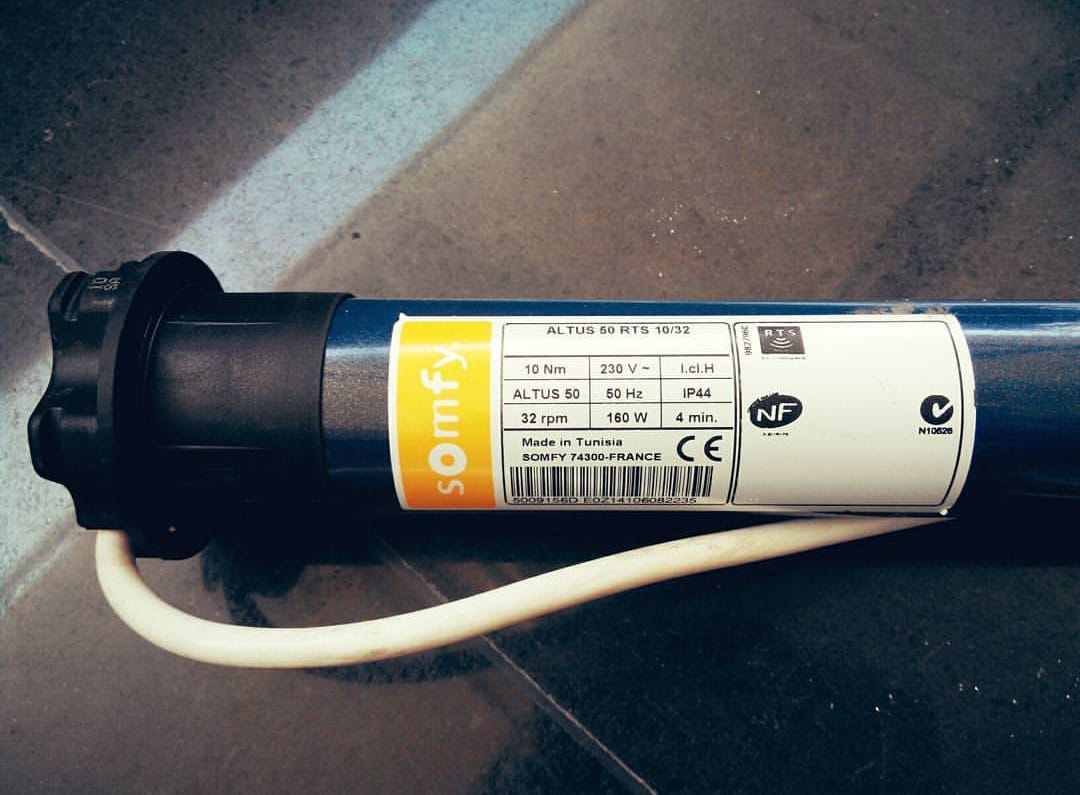 somfy
ALTUS 50 RTS 10/32
10 Nm 230 V ~ I.cl.H
ALTUS 50 50 Hz IP44
32 rpm 160 W 4 min.
Made in Tunisia
SOMFY 74300-FRANCE CE
5009156D E0Z14106082235
RTS
NF
N10626